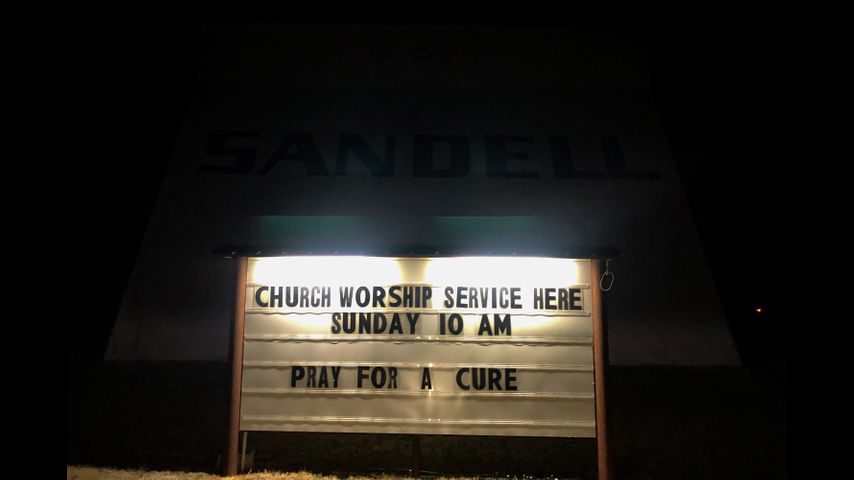 SANDELL
CHURCH WORSHIP SERVICE HERE
SUNDAY 10 AM
PRAY FOR A CURE